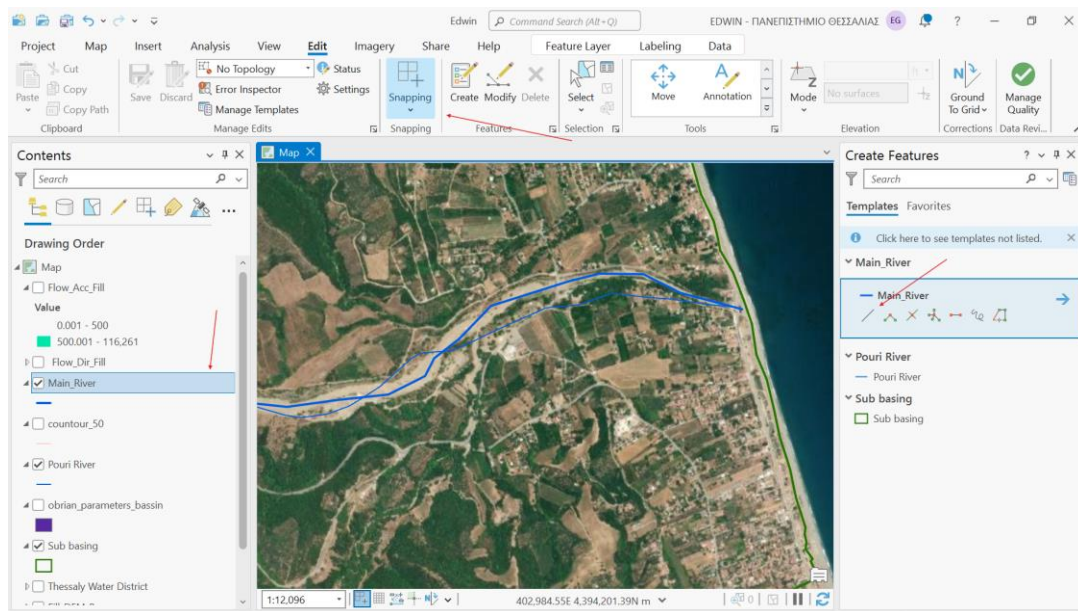 Edwin
Command Search (Alt+Q)
EDWIN - ΠΑΝΕΠΙΣΤΗΜΙΟ ΘΕΣΣΑΛΙΑΣ
EG
?
Project Map Insert Analysis View Edit Imagery Share Help Feature Layer Labeling Data
Paste
Cut
Copy
Copy Path
Clipboard
Save
Discard
No Topology
Error Inspector
Manage Templates
Status
Settings
Manage Edits
Snapping
Snapping
Create
Modify
Delete
Features
Select
Selection
Move
Annotation
Tools
Z
Mode
No surfaces
Elevation
Ground To Grid
Corrections
Manage Quality
Data Revi...
Contents
Search
Drawing Order
Map
Flow_Acc_Fill
Value
0.001 - 500
500.001 - 116,261
Flow_Dir_Fill
Main_River
countour_50
Pouri River
obrian_parameters_bassin
Sub basing
Thessaly Water District
Map
1:12,096
402,984.55E 4,394,201.39N m
0
Create Features
?
Search
Templates Favorites
Click here to see templates not listed.
Main_River
Main_River
Pouri River
Pouri River
Sub basing
Sub basing